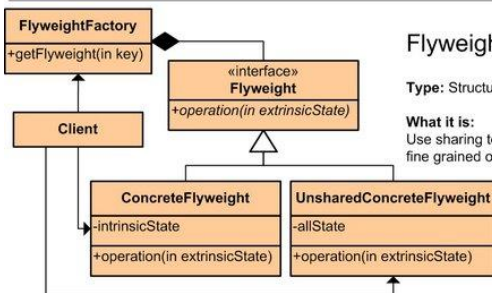 FlyweightFactory
+getFlyweight(in key)
Client
«interface»
Flyweight
+operation(in extrinsicState)
ConcreteFlyweight
-intrinsicState
+operation(in extrinsicState)
UnsharedConcreteFlyweight
-allState
+operation(in extrinsicState)
Flyweigh
Type: Structu
What it is:
Use sharing t
fine grained o